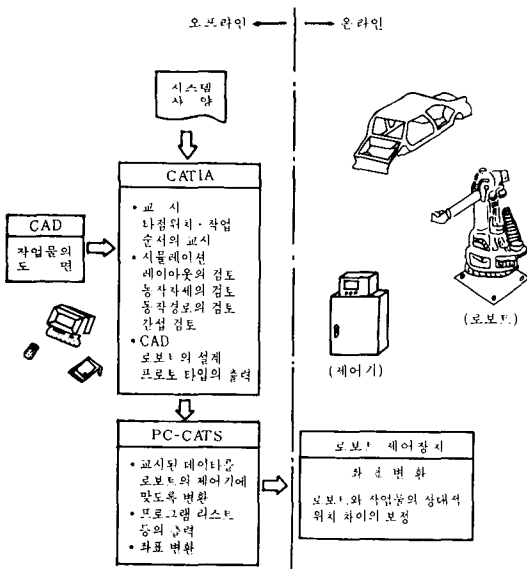 오프라인 온라인
시스템
사 양
CATIA
• 교 시
타점위치·작업
순서의 교시
• 시뮬레이션
레이아웃의 검토
동작자세의 검토
동작경로의 검토
간섭 검토
• CAD
로보트의 설계
프로토 타입의 출력
CAD
작업물의
도 면
(로보트)
(제어기)
PC-CATS
• 교시된 데이타를
로보트의 제어기에
맞도록 변환
• 프로그램 리스트
등의 출력
• 좌표 변환
로보트 제어장치
좌 표 변 환
로보트와 작업물의 상대적
위치 차이의 보정